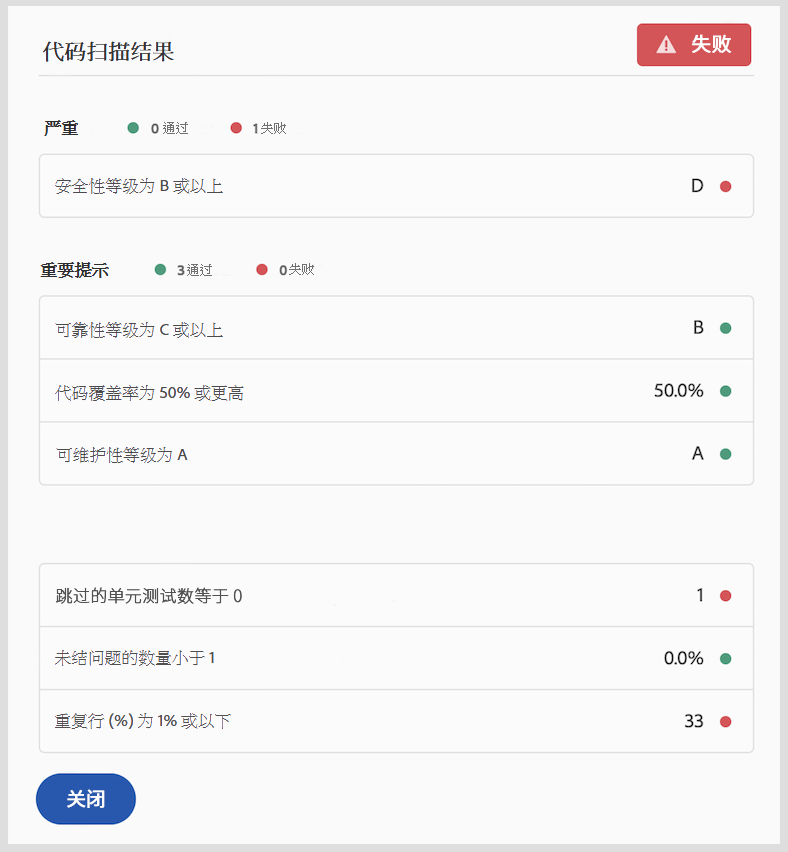 代码扫描结果
失败
严重 0 通过 1 失败
安全性等级为 B 或以上 D
重要提示 3 通过 0 失败
可靠性等级为 C 或以上 B
代码覆盖率为 50% 或更高 50.0%
可维护性等级为 A A
跳过的单元测试数等于 0 1
未结问题的数量小于 1 0.0%
重复行 (%) 为 1% 或以下 33
关闭